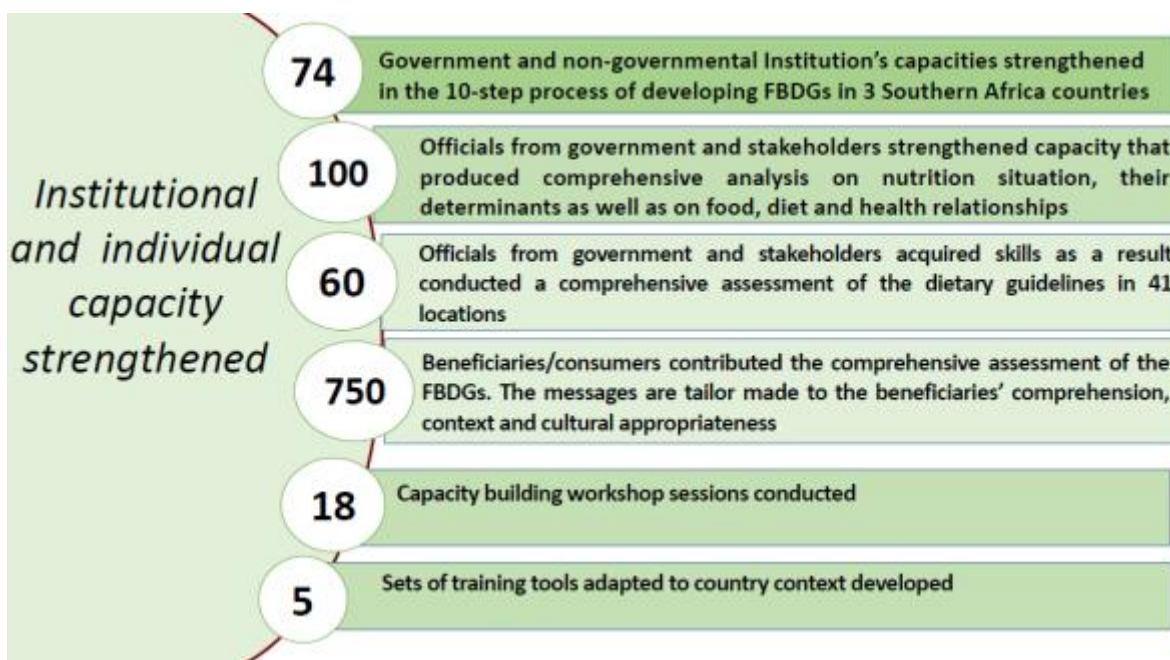 Institutional
and individual
capacity
strengthened
74
Government and non-governmental Institution's capacities strengthened
in the 10-step process of developing FBDGs in 3 Southern Africa countries
100
Officials from government and stakeholders strengthened capacity that
produced comprehensive analysis on nutrition situation, their
determinants as well as on food, diet and health relationships
60
Officials from government and stakeholders acquired skills as a result
conducted a comprehensive assessment of the dietary guidelines in 41
locations
750
Beneficiaries/consumers contributed the comprehensive assessment of the
FBDGs. The messages are tailor made to the beneficiaries' comprehension,
context and cultural appropriateness
18
Capacity building workshop sessions conducted
5
Sets of training tools adapted to country context developed